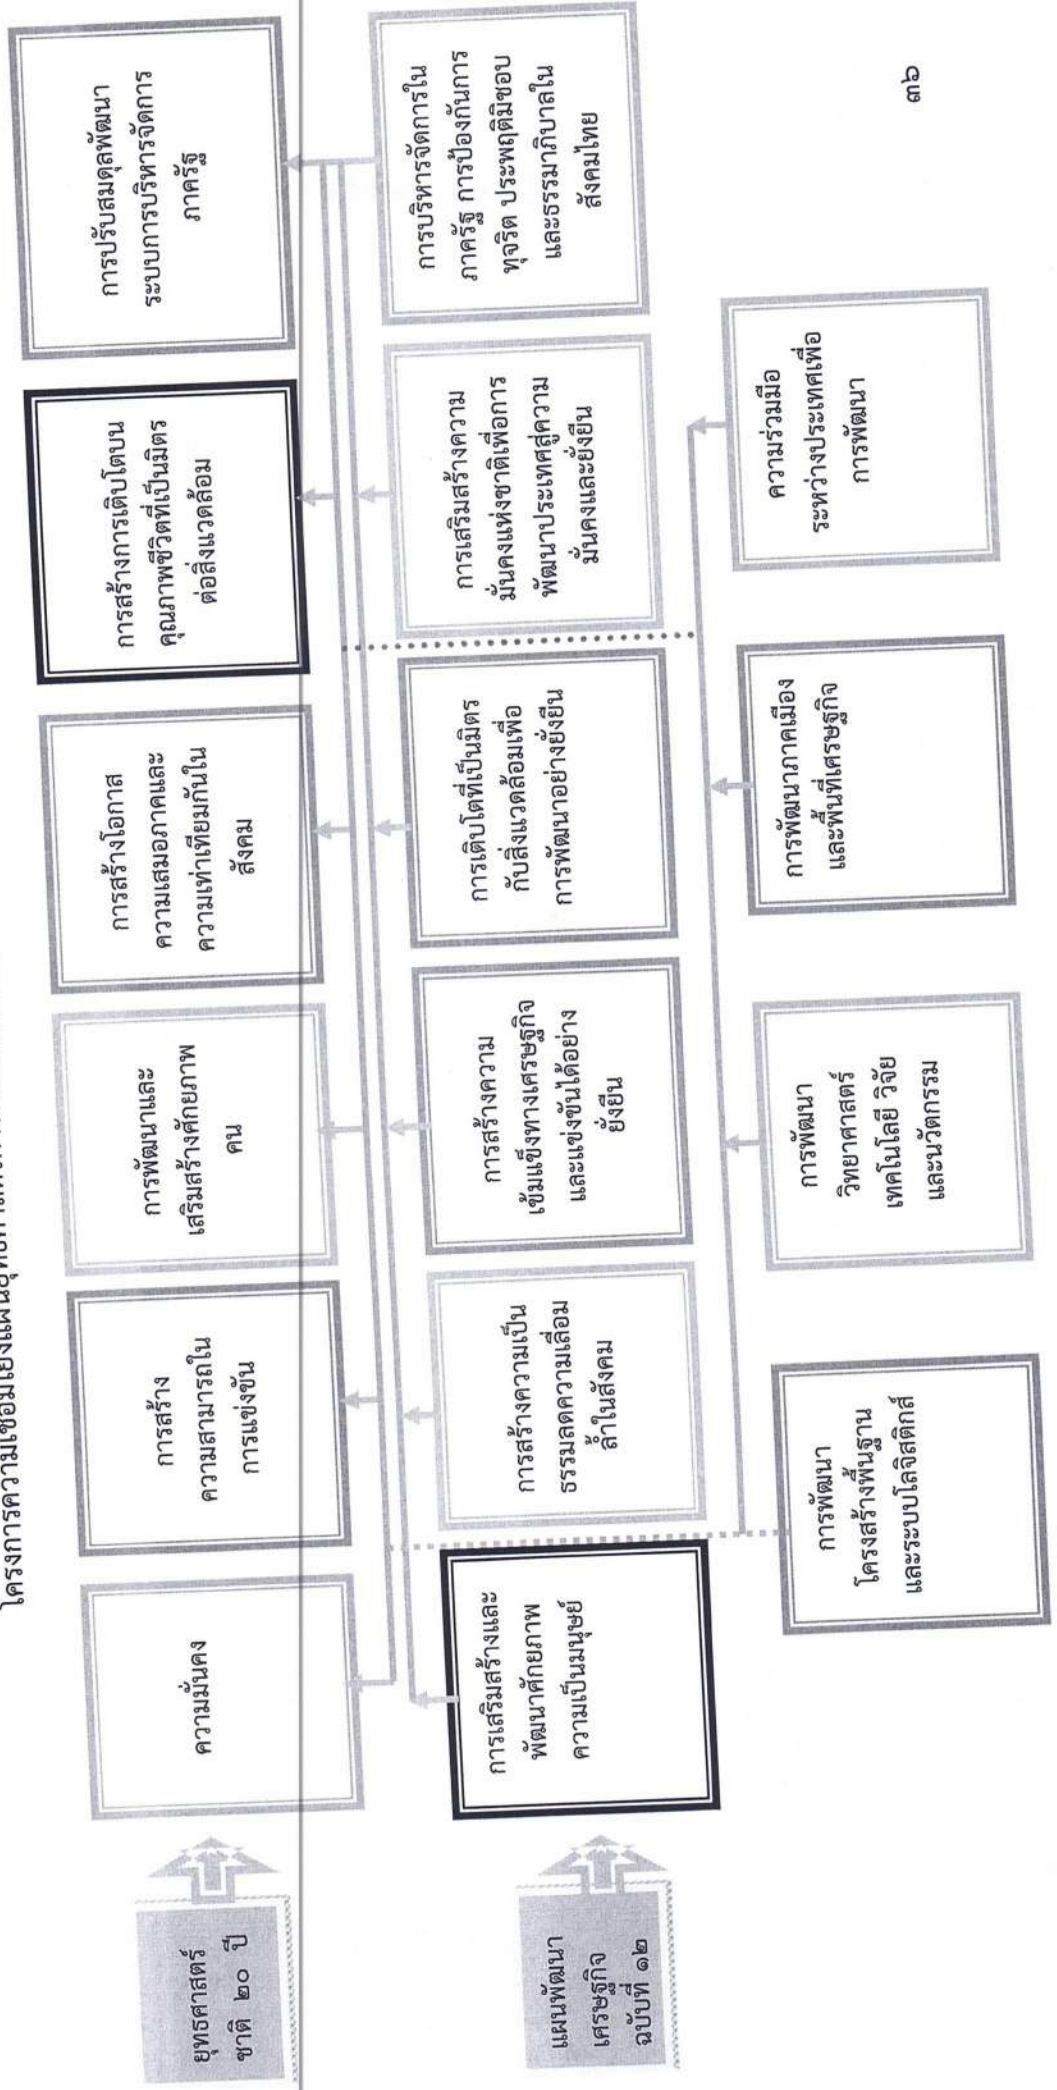 ยุทธศาสตร์
ชาติ ๒๐ ปี
ความมั่นคง
การสร้าง
ความสามารถใน
การแข่งขัน
การพัฒนาและ
เสริมสร้างศักยภาพ
คน
การสร้างโอกาส
ความเสมอภาคและ
ความเท่าเทียมกันใน
สังคม
การสร้างการเติบโตบน
คุณภาพชีวิตที่เป็นมิตร
ต่อสิ่งแวดล้อม
การปรับสมดุลพัฒนา
ระบบการบริหารจัดการ
ภาครัฐ
แผนพัฒนา
เศรษฐกิจ
ฉบับที่ ๑๒
การเสริมสร้างและ
พัฒนาศักยภาพ
ความเป็นมนุษย์
การสร้างความเป็น
ธรรมลดความเลื่อม
ล้ำในสังคม
การสร้างความ
เข้มแข็งทางเศรษฐกิจ
และแข่งขันได้อย่าง
ยั่งยืน
การเติบโตที่เป็นมิตร
กับสิ่งแวดล้อมเพื่อ
การพัฒนาอย่างยั่งยืน
การเสริมสร้างความ
มั่นคงแห่งชาติเพื่อการ
พัฒนาประเทศสู่ความ
มั่นคงและยั่งยืน
การบริหารจัดการใน
ภาครัฐ การป้องกันการ
ทุจริต ประพฤติมิชอบ
และธรรมาภิบาลใน
สังคมไทย
การพัฒนา
โครงสร้างพื้นฐาน
และระบบโลจิสติกส์
การพัฒนา
วิทยาศาสตร์
เทคโนโลยี วิจัย
และนวัตกรรม
การพัฒนาภาคเมือง
และพื้นที่เศรษฐกิจ
ความร่วมมือ
ระหว่างประเทศเพื่อ
การพัฒนา
๓๖